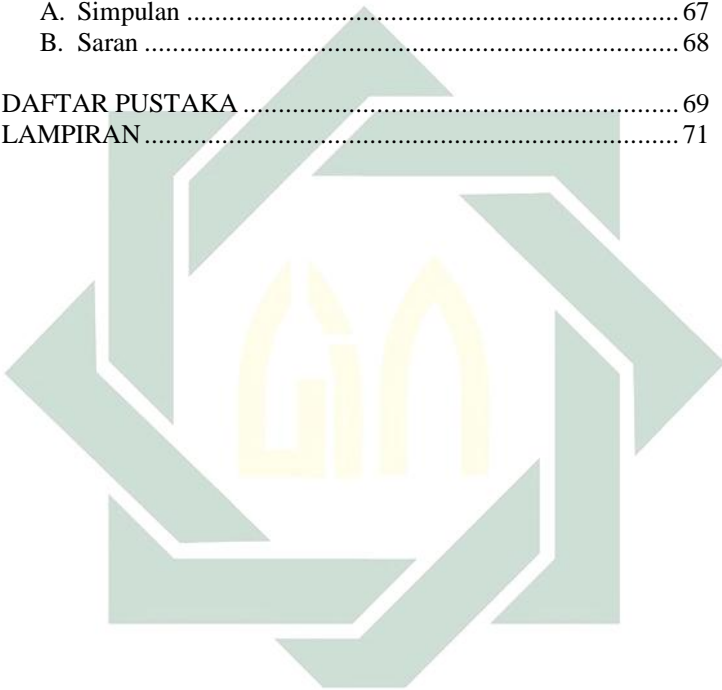 A. Simpulan ........................................................................... 67
B. Saran ................................................................................. 68
DAFTAR PUSTAKA .................................................................. 69
LAMPIRAN ................................................................................. 71